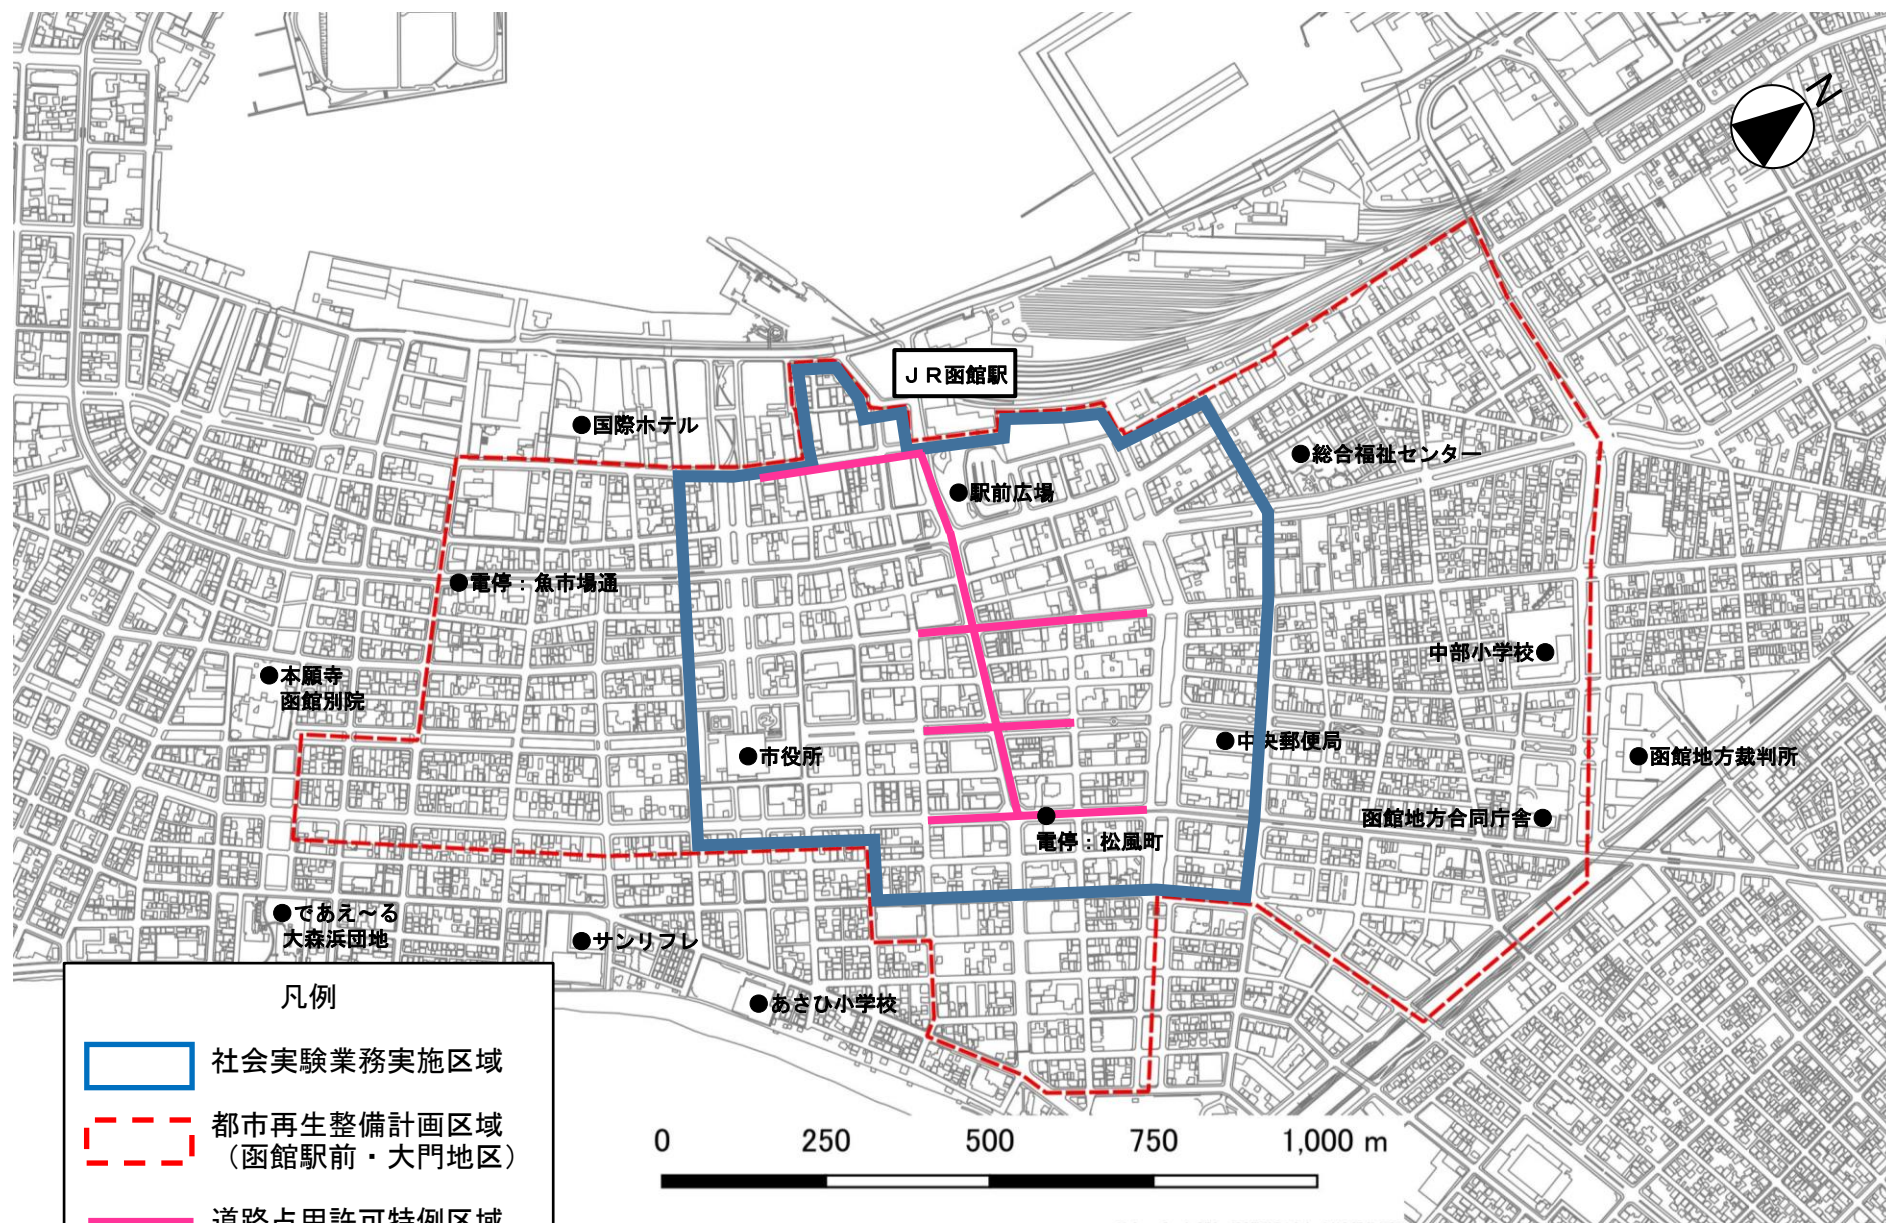 N
ＪＲ函館駅
●国際ホテル
●総合福祉センター
●駅前広場
●電停：魚市場通
中部小学校●
●本願寺
函館別院
●市役所
●中央郵便局
●函館地方裁判所
函館地方合同庁舎●
電停：松風町
●であえ～る
大森浜団地
●サンリフレ
●あさひ小学校
凡例
社会実験業務実施区域
都市再生整備計画区域
（函館駅前・大門地区）
道路占用許可特例区域
0 250 500 750 1,000 m